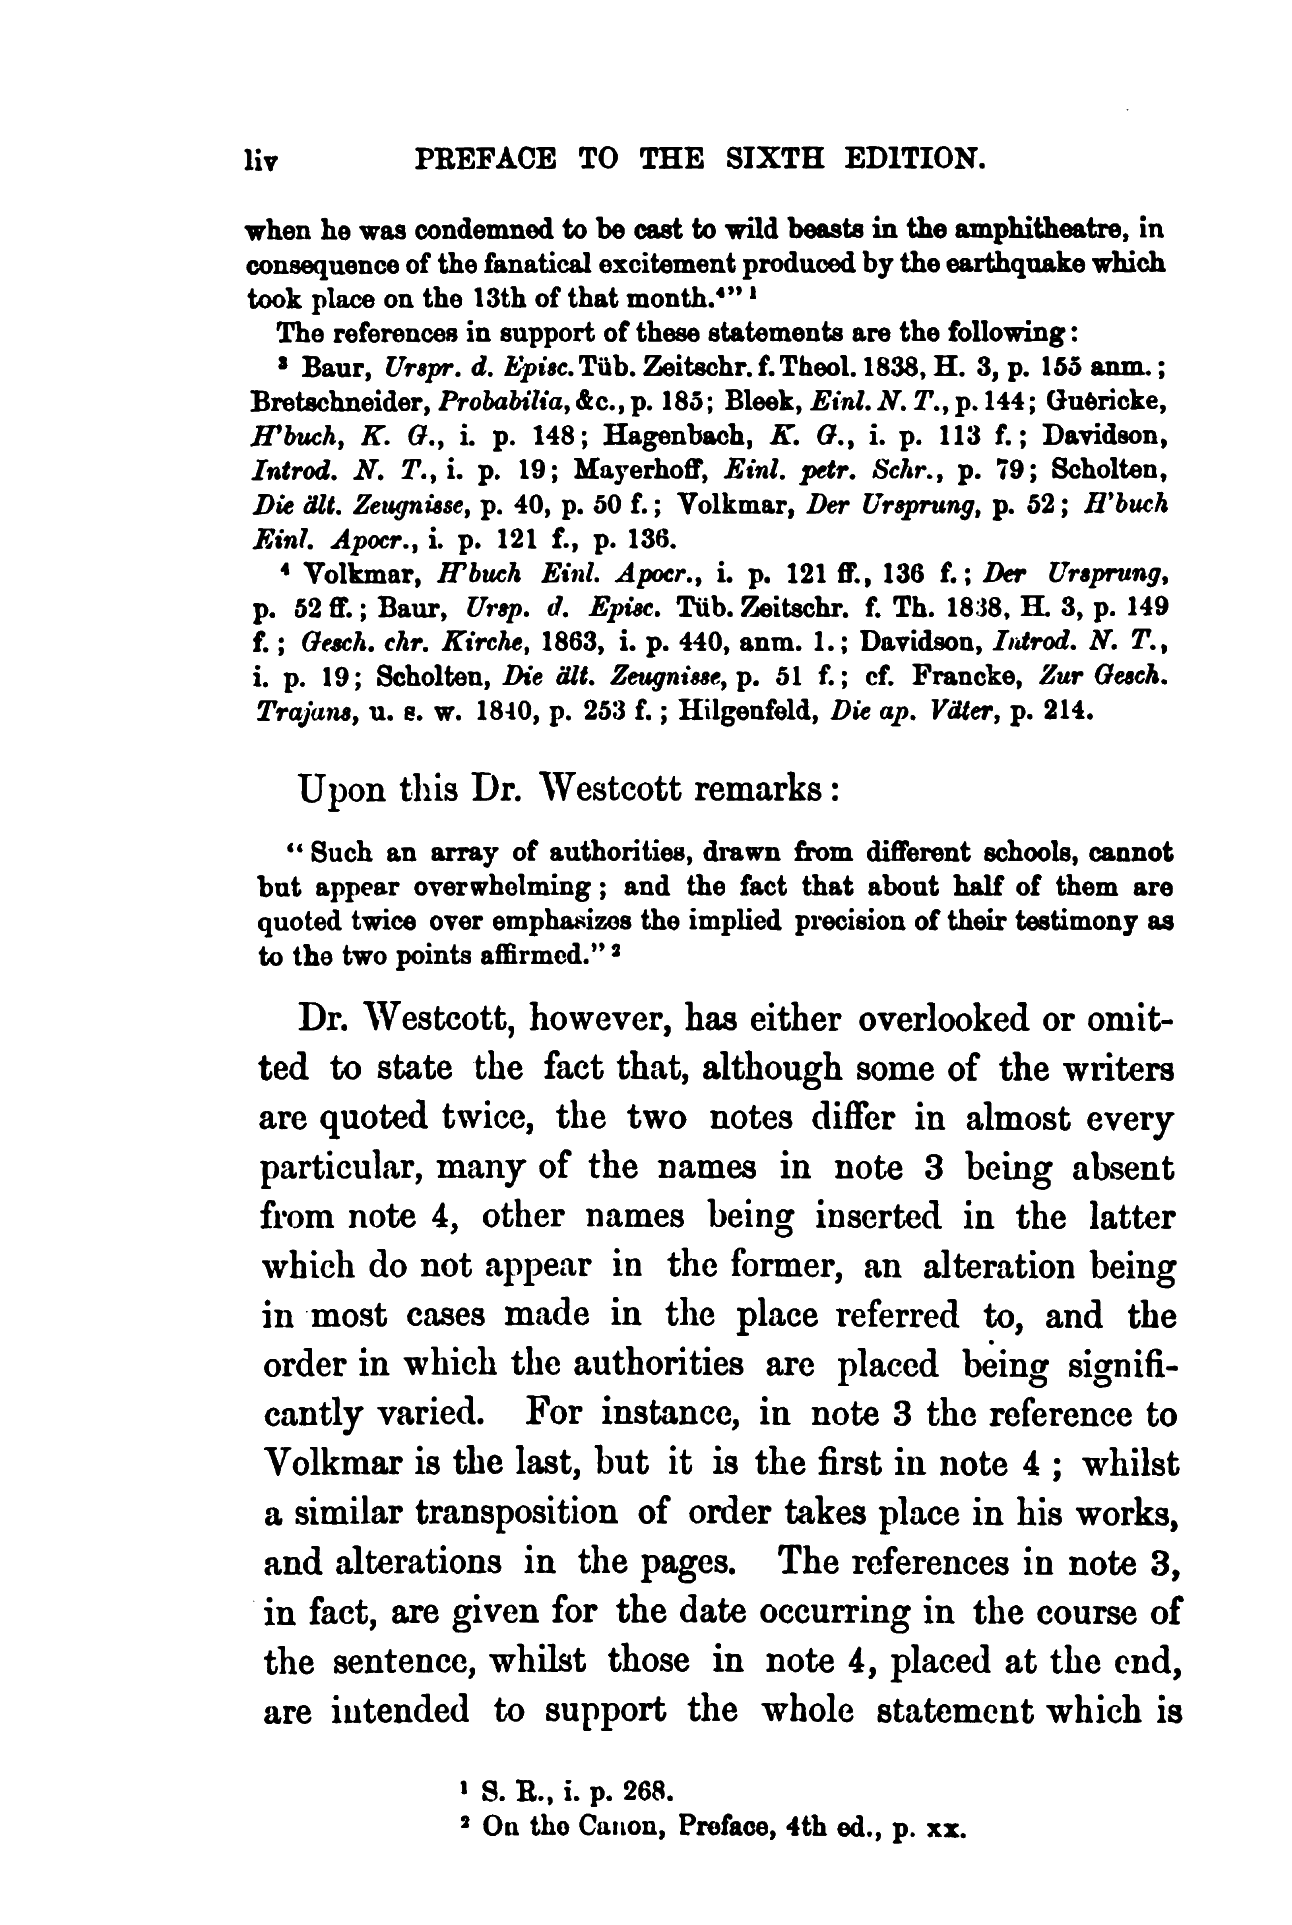 liv PREFACE TO THE SIXTH EDITION.
when he was condemned to be cast to wild beasts in the amphitheatre, in
consequence of the fanatical excitement produced by the earthquake which
took place on the 13th of that month.⁴” ¹
The references in support of these statements are the following :
³ Baur, Urspr. d. Episc. Tüb. Zeitschr. f. Theol. 1838, H. 3, p. 155 anm. ;
Bretschneider, Probabilia, &c., p. 185 ; Bleek, Einl. N. T., p. 144 ; Guericke,
H'buch, K. G., i. p. 148 ; Hagenbach, K. G., i. p. 113 f. ; Davidson,
Introd. N. T., i. p. 19 ; Mayerhoff, Einl. petr. Schr., p. 79 ; Scholten,
Die ält. Zeugnisse, p. 40, p. 50 f. ; Volkmar, Der Ursprung, p. 52 ; H'buch
Einl. Apocr., i. p. 121 f., p. 136.
⁴ Volkmar, H'buch Einl. Apocr., i. p. 121 ff., 136 f. ; Der Ursprung,
p. 52 ff. ; Baur, Ursp. d. Episc. Tüb. Zeitschr. f. Th. 1838, H. 3, p. 149
f. ; Gesch. chr. Kirche, 1863, i. p. 440, anm. 1. ; Davidson, Introd. N. T.,
i. p. 19 ; Scholten, Die ält. Zeugnisse, p. 51 f. ; cf. Francke, Zur Gesch.
Trajans, u. s. w. 1840, p. 253 f. ; Hilgenfeld, Die ap. Väter, p. 214.
Upon this Dr. Westcott remarks :
“ Such an array of authorities, drawn from different schools, cannot
but appear overwhelming ; and the fact that about half of them are
quoted twice over emphasizes the implied precision of their testimony as
to the two points affirmed.” ²
Dr. Westcott, however, has either overlooked or omit-
ted to state the fact that, although some of the writers
are quoted twice, the two notes differ in almost every
particular, many of the names in note 3 being absent
from note 4, other names being inserted in the latter
which do not appear in the former, an alteration being
in most cases made in the place referred to, and the
order in which the authorities are placed being signifi-
cantly varied. For instance, in note 3 the reference to
Volkmar is the last, but it is the first in note 4 ; whilst
a similar transposition of order takes place in his works,
and alterations in the pages. The references in note 3,
in fact, are given for the date occurring in the course of
the sentence, whilst those in note 4, placed at the end,
are intended to support the whole statement which is
¹ S. R., i. p. 268.
² On the Canon, Preface, 4th ed., p. xx.